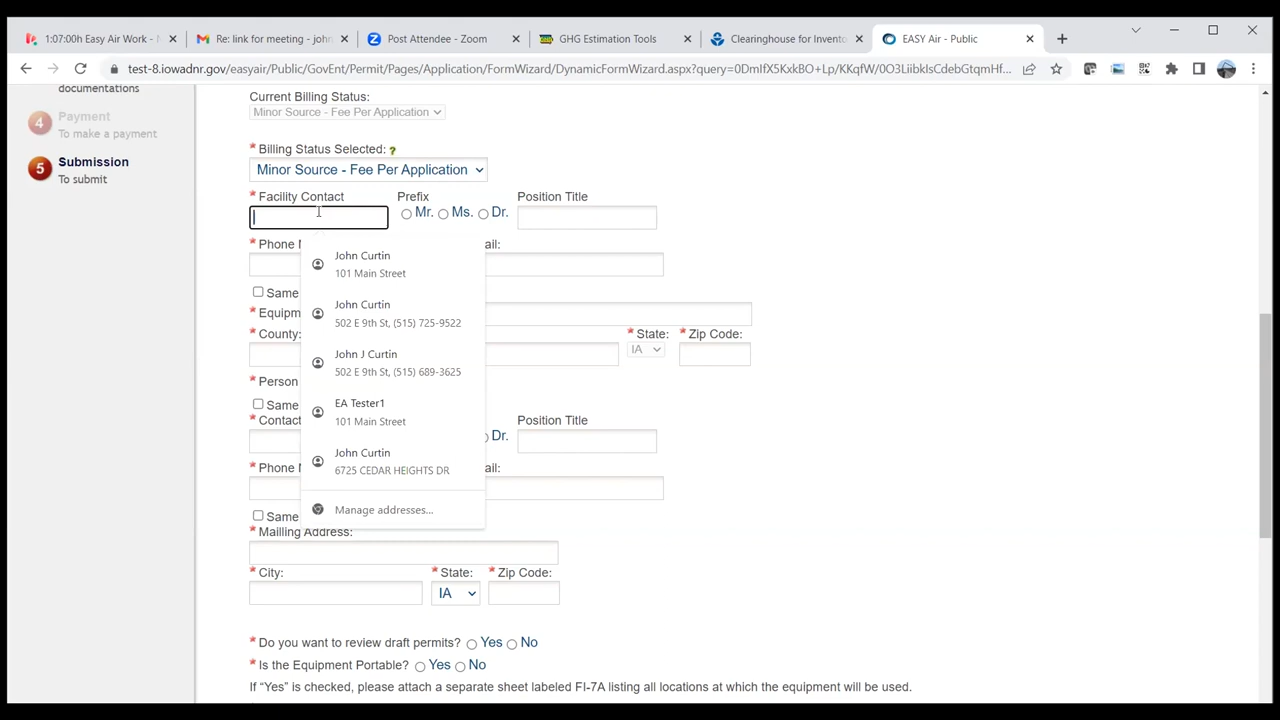 1:07:00h Easy Air Work - N
Re: link for meeting - john
Post Attendee - Zoom
GHG Estimation Tools
Clearinghouse for Invento
EASY Air - Public
test-8.iowadnr.gov/easyair/Public/GovEnt/Permit/Pages/Application/FormWizard/DynamicFormWizard.aspx?query=0DmIfX5KxkBO+Lp/KKqfW/0O3LiibkIsCdebGtqmHf...
documentations
4 Payment
To make a payment
5 Submission
To submit
Current Billing Status:
Minor Source - Fee Per Application
* Billing Status Selected: ?
Minor Source - Fee Per Application
* Facility Contact Prefix Position Title
Mr. Ms. Dr.
* Phone N ail:
John Curtin
101 Main Street
John Curtin
502 E 9th St, (515) 725-9522
John J Curtin
502 E 9th St, (515) 689-3625
EA Tester1
101 Main Street
John Curtin
6725 CEDAR HEIGHTS DR
Manage addresses...
Same
* Equipm
* County: * State: * Zip Code:
IA
* Person
Same
* Contac Position Title
Dr.
* Phone N ail:
Same
* Mailling Address:
* City: * State: * Zip Code:
IA
* Do you want to review draft permits? Yes No
* Is the Equipment Portable? Yes No
If “Yes” is checked, please attach a separate sheet labeled FI-7A listing all locations at which the equipment will be used.